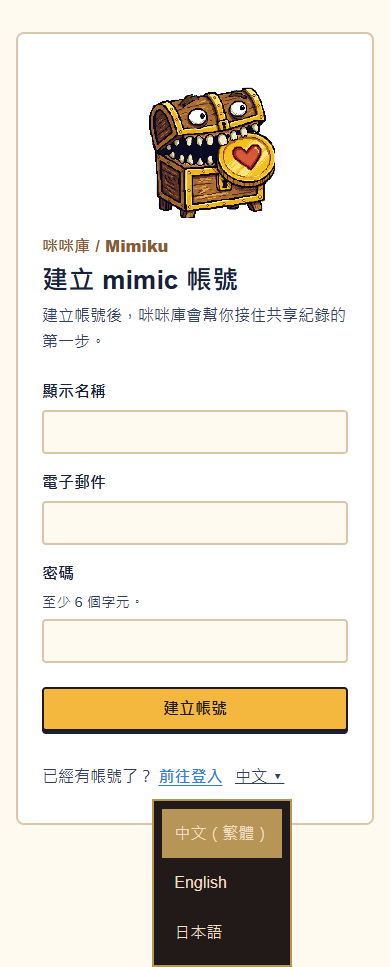 咪咪庫 / Mimiku
建立 mimic 帳號
建立帳號後，咪咪庫會幫你接住共享紀錄的
第一步。
顯示名稱
電子郵件
密碼
至少 6 個字元。
建立帳號
已經有帳號了？ 前往登入 中文 ▾
中文 ( 繁體 )
English
日本語